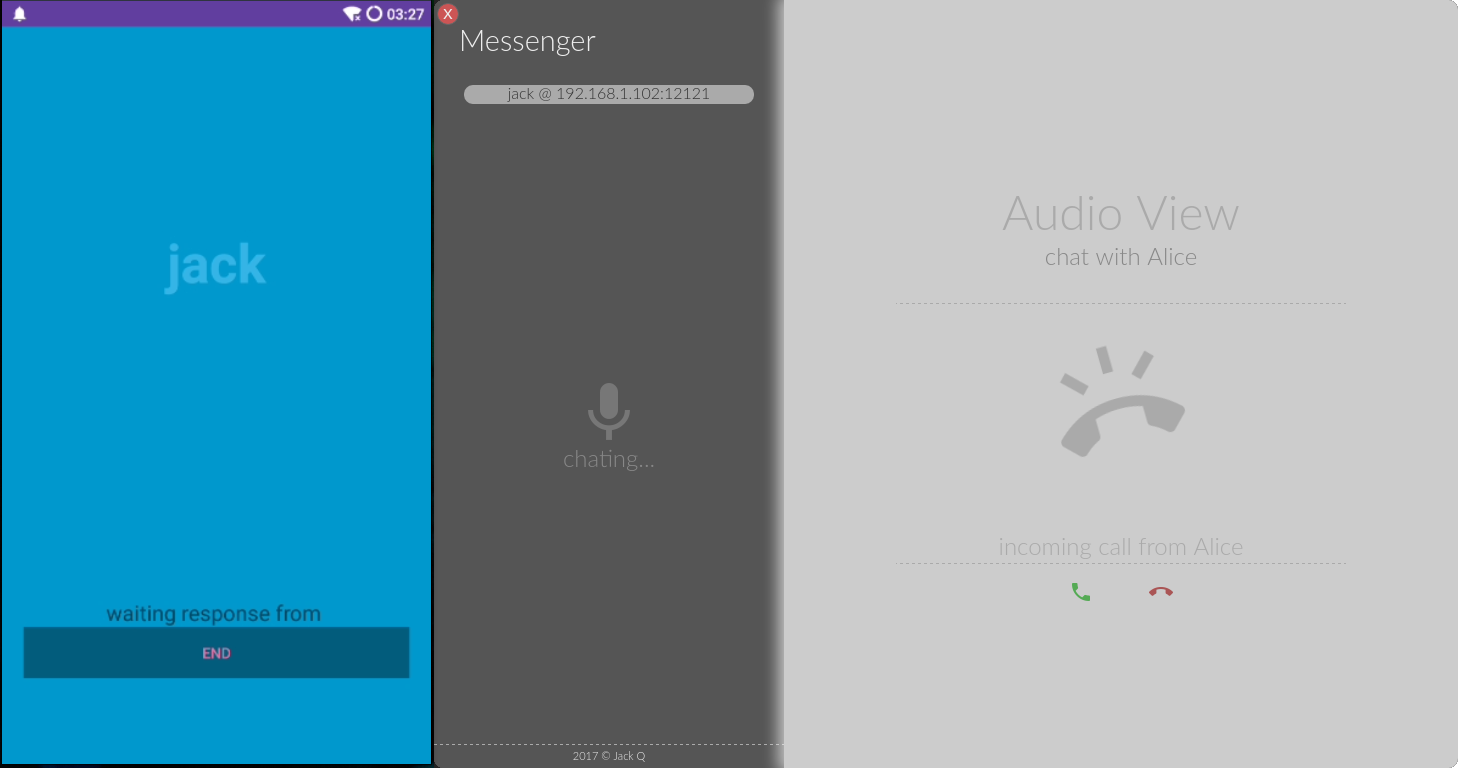 03:27
jack
waiting response from
END
X
Messenger
jack @ 192.168.1.102:12121
chating...
2017 © Jack Q
Audio View
chat with Alice
incoming call from Alice